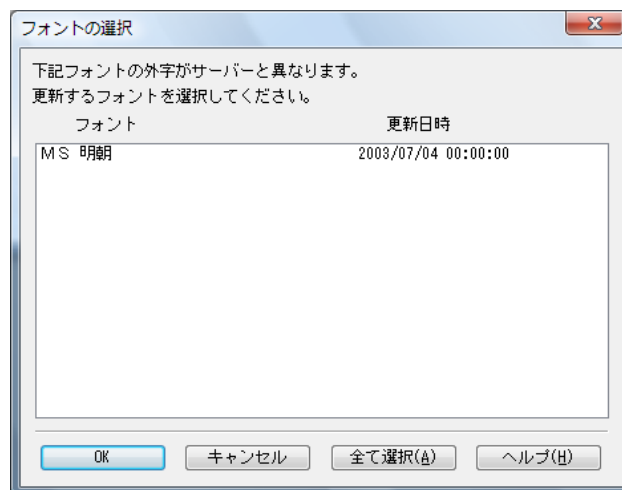 フォントの選択
下記フォントの外字がサーバーと異なります。
更新するフォントを選択してください。
フォント 更新日時
ＭＳ 明朝 2003/07/04 00:00:00
OK キャンセル 全て選択(A) ヘルプ(H)